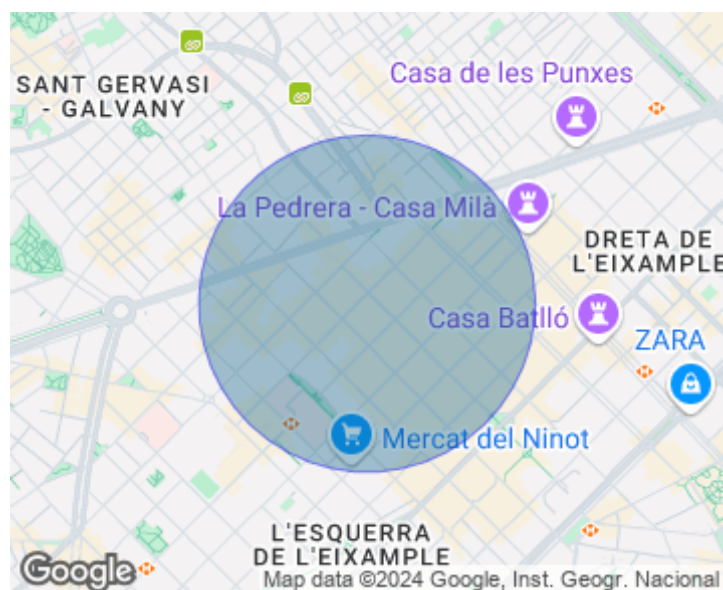 SANT GERVASI
- GALVANY
Casa de les Punxes
La Pedrera - Casa Milà
DRETA DE
L'EIXAMPLE
Casa Batlló
ZARA
Mercat del Ninot
L'ESQUERRA
DE L'EIXAMPLE
Google
Map data ©2024 Google, Inst. Geogr. Nacional